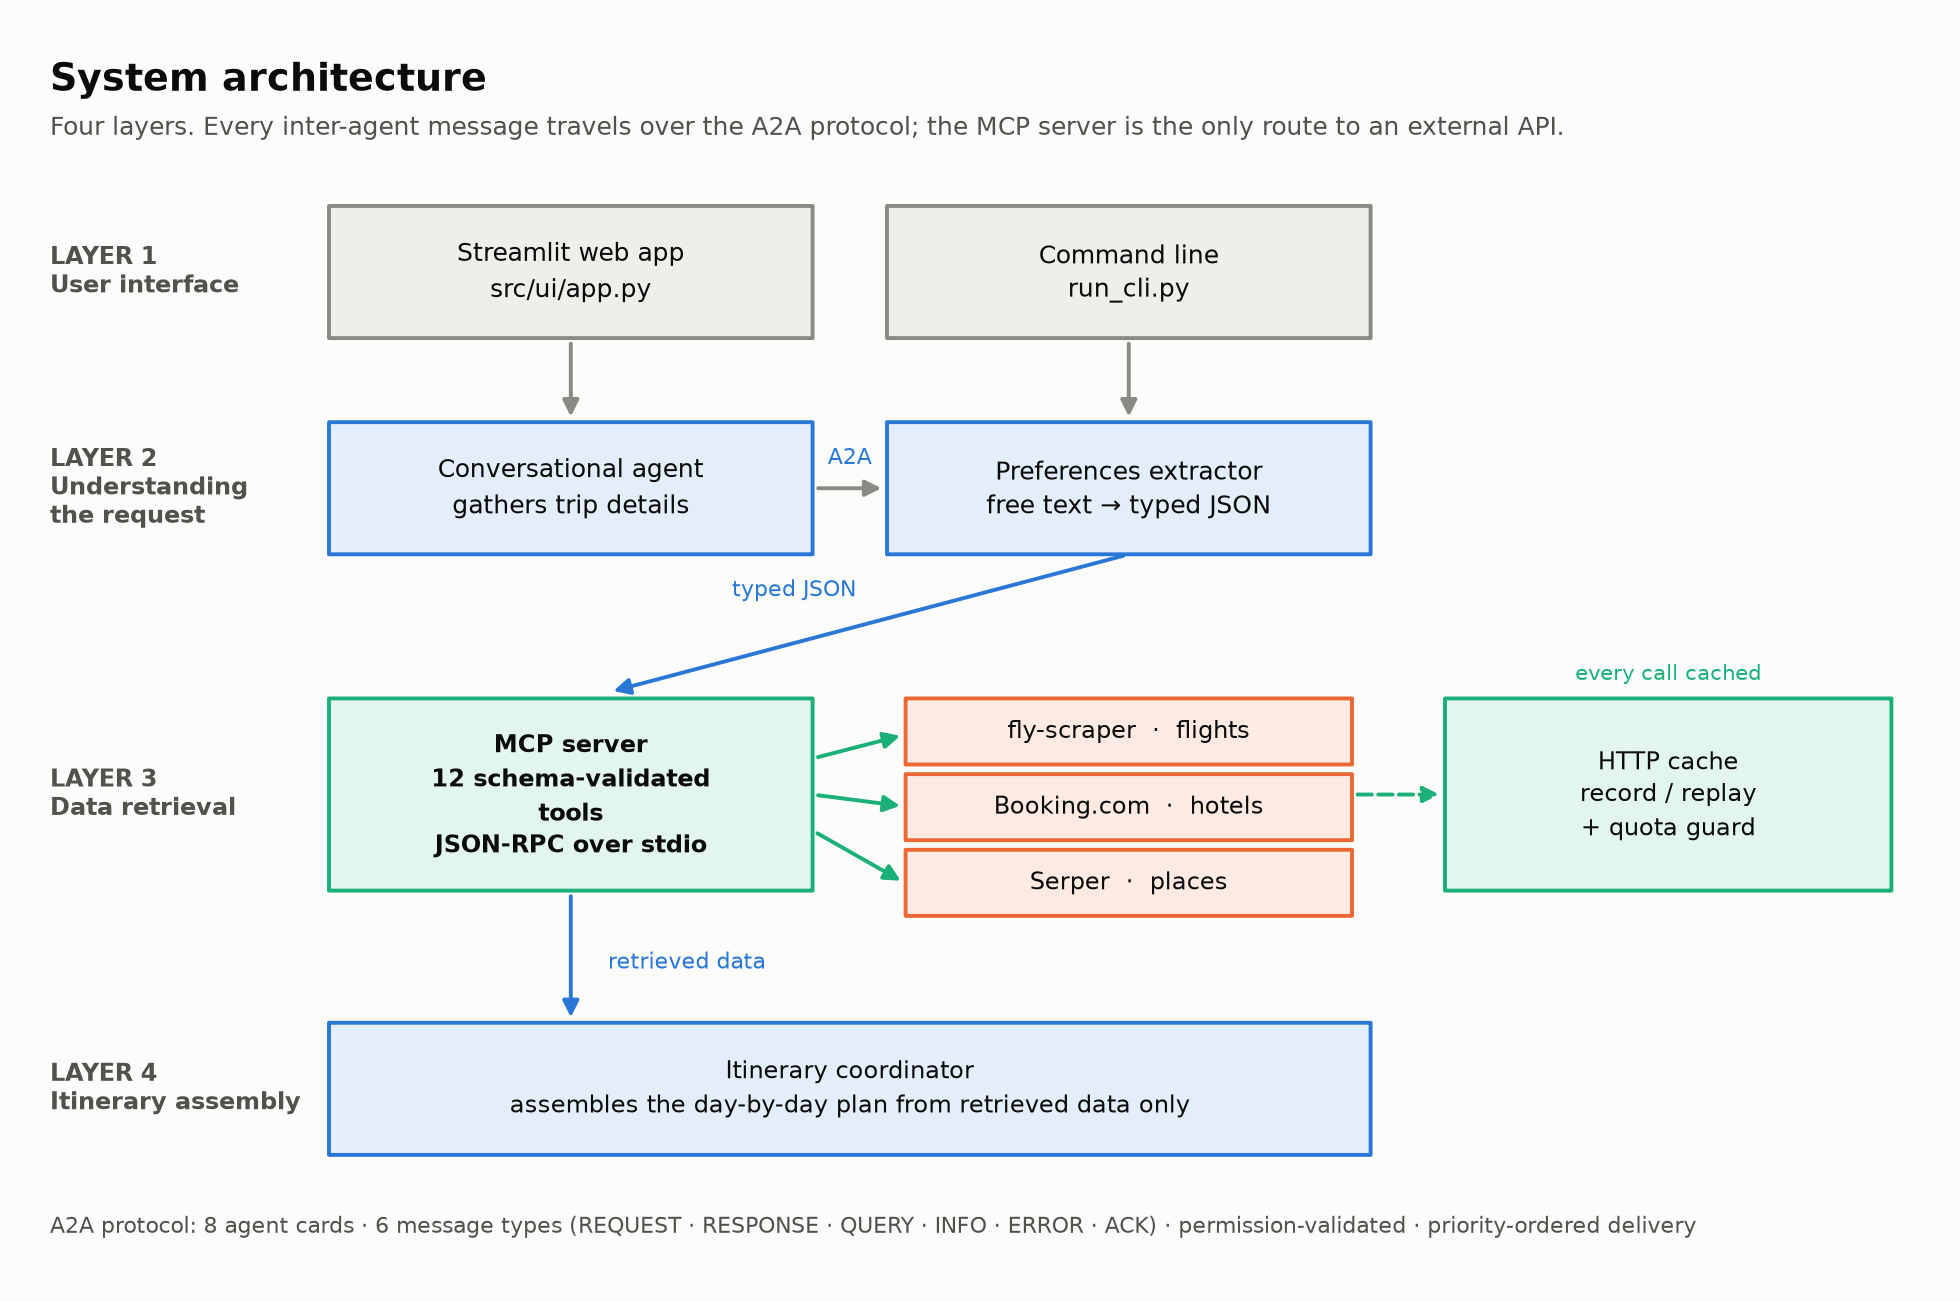 System architecture
Four layers. Every inter-agent message travels over the A2A protocol; the MCP server is the only route to an external API.
LAYER 1
User interface
Streamlit web app
src/ui/app.py
Command line
run_cli.py
LAYER 2
Understanding
the request
Conversational agent
gathers trip details
A2A
Preferences extractor
free text → typed JSON
typed JSON
LAYER 3
Data retrieval
MCP server
12 schema-validated
tools
JSON-RPC over stdio
fly-scraper · flights
Booking.com · hotels
Serper · places
every call cached
HTTP cache
record / replay
+ quota guard
retrieved data
LAYER 4
Itinerary assembly
Itinerary coordinator
assembles the day-by-day plan from retrieved data only
A2A protocol: 8 agent cards · 6 message types (REQUEST · RESPONSE · QUERY · INFO · ERROR · ACK) · permission-validated · priority-ordered delivery